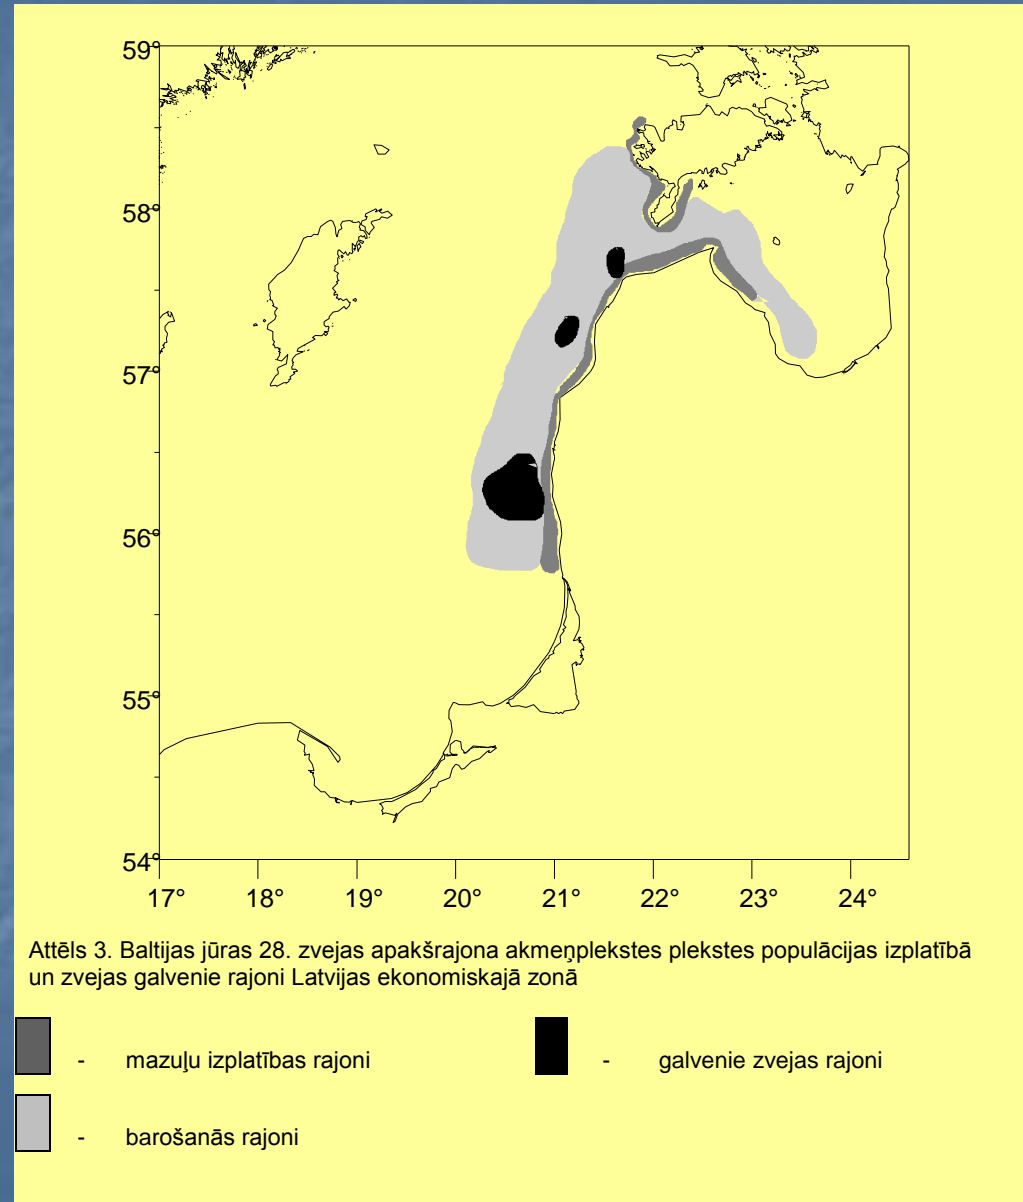 59°
58°
57°
56°
55°
54°
17° 18° 19° 20° 21° 22° 23° 24°
Attēls 3. Baltijas jūras 28. zvejas apakšrajona akmeņplekstes plekstes populācijas izplatībā
un zvejas galvenie rajoni Latvijas ekonomiskajā zonā
- mazuļu izplatības rajoni
- galvenie zvejas rajoni
- barošanās rajoni